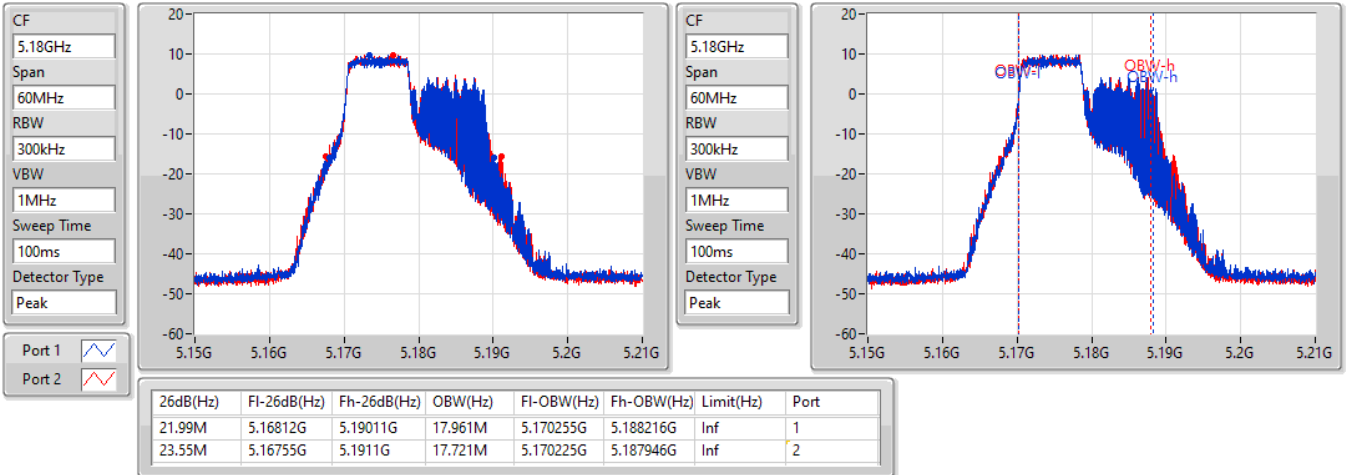 CF
5.18GHz
Span
60MHz
RBW
300kHz
VBW
1MHz
Sweep Time
100ms
Detector Type
Peak
20
10
0
-10
-20
-30
-40
-50
-60
5.15G 5.16G 5.17G 5.18G 5.19G 5.2G 5.21G
CF
5.18GHz
Span
60MHz
RBW
300kHz
VBW
1MHz
Sweep Time
100ms
Detector Type
Peak
20
10
0
-10
-20
-30
-40
-50
-60
OBW-l
OBW-h
OBW-h
5.15G 5.16G 5.17G 5.18G 5.19G 5.2G 5.21G
Port 1
Port 2
26dB(Hz) Fl-26dB(Hz) Fh-26dB(Hz) OBW(Hz) Fl-OBW(Hz) Fh-OBW(Hz) Limit(Hz) Port
21.99M 5.16812G 5.19011G 17.961M 5.170255G 5.188216G Inf 1
23.55M 5.16755G 5.1911G 17.721M 5.170225G 5.187946G Inf 2